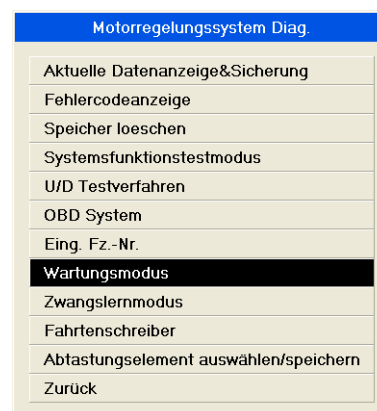 Motorregelungssystem Diag.
Aktuelle Datenanzeige&Sicherung
Fehlercodeanzeige
Speicher loeschen
Systemsfunktionstestmodus
U/D Testverfahren
OBD System
Eing. Fz.-Nr.
Wartungsmodus
Zwangslernmodus
Fahrtenschreiber
Abtastungselement auswählen/speichern
Zurück